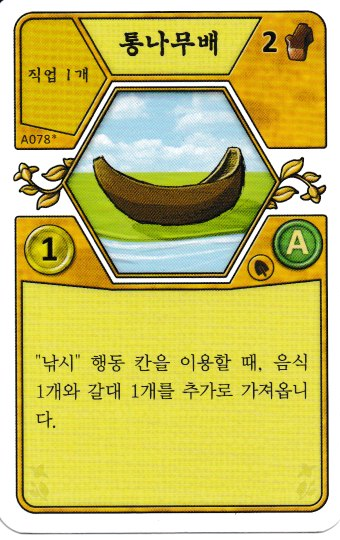 통나무배
2
직업 1개
A078*
1
A
"낚시" 행동 칸을 이용할 때, 음식
1개와 갈대 1개를 추가로 가져옵니
다.